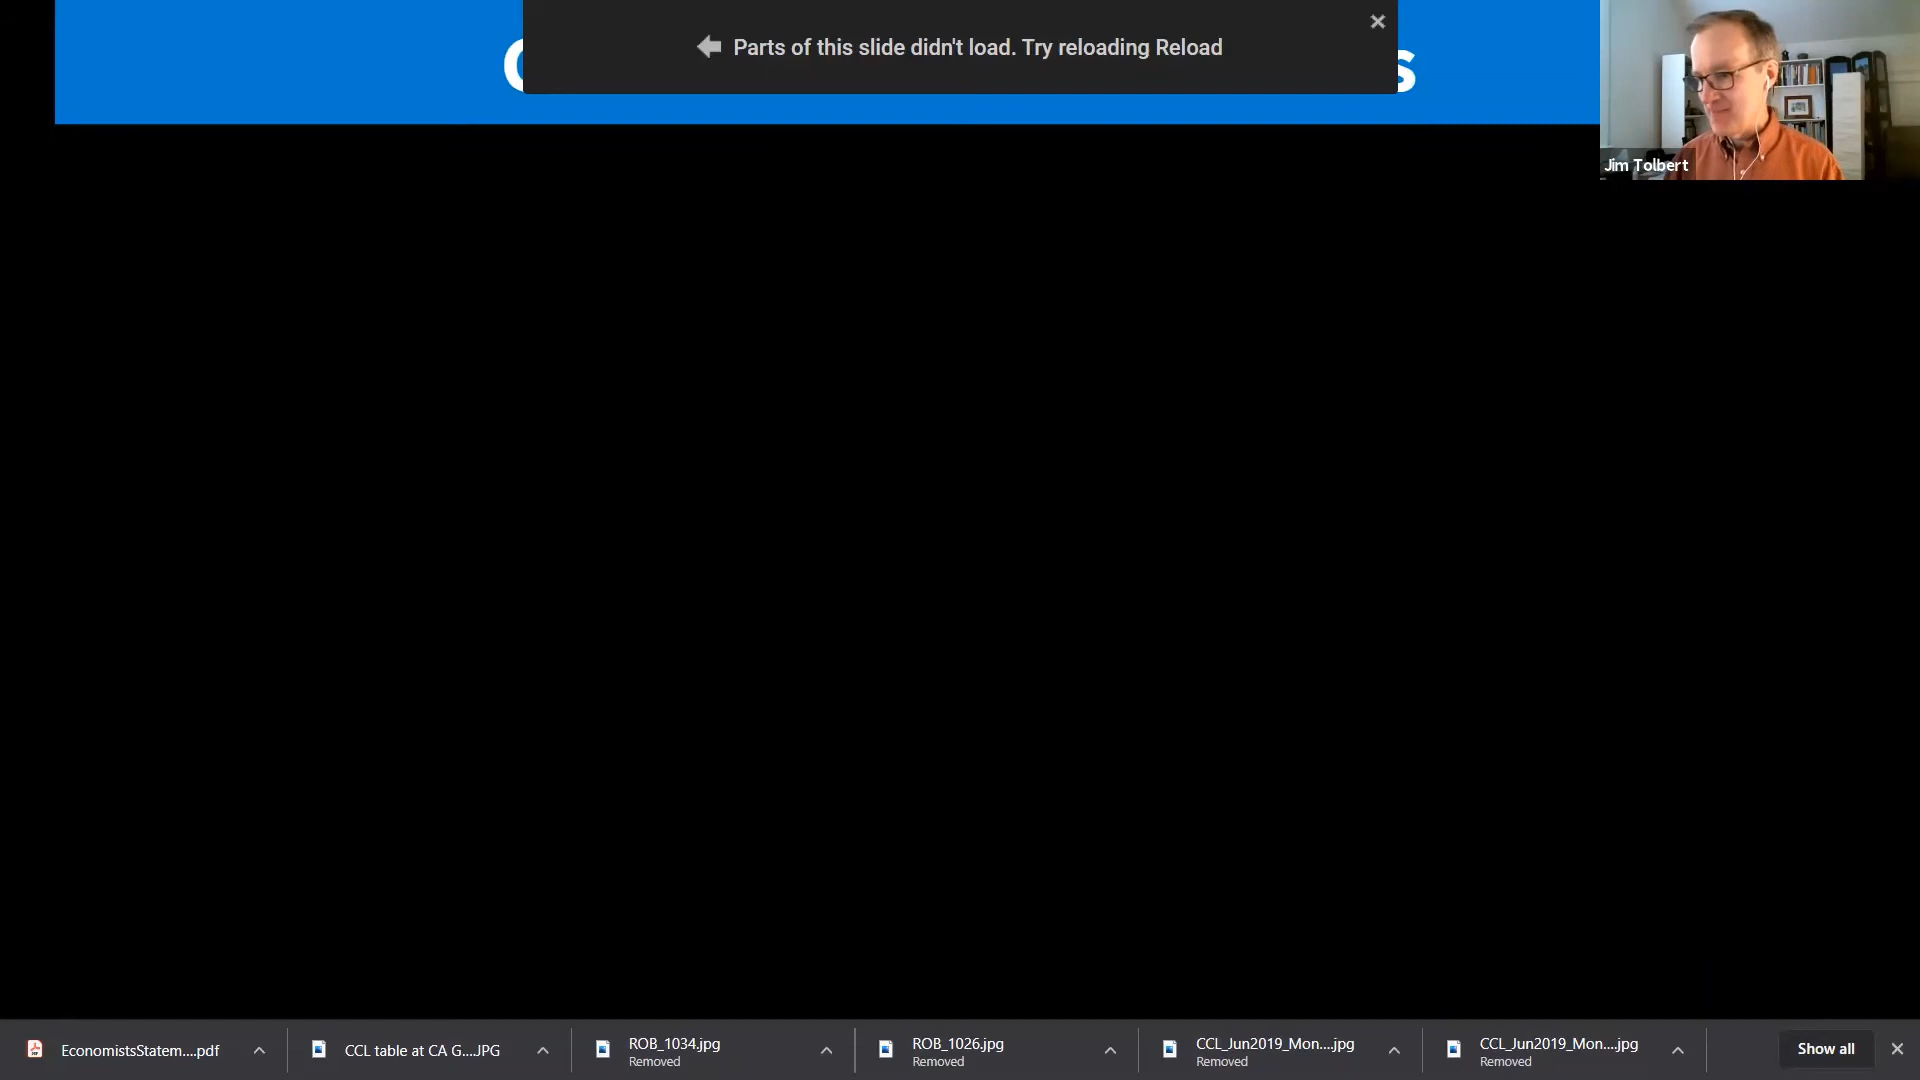 Parts of this slide didn't load. Try reloading Reload
Jim Tolbert
EconomistsStatem....pdf
CCL table at CA G....JPG
ROB_1034.jpg
Removed
ROB_1026.jpg
Removed
CCL_Jun2019_Mon....jpg
Removed
CCL_Jun2019_Mon....jpg
Removed
Show all